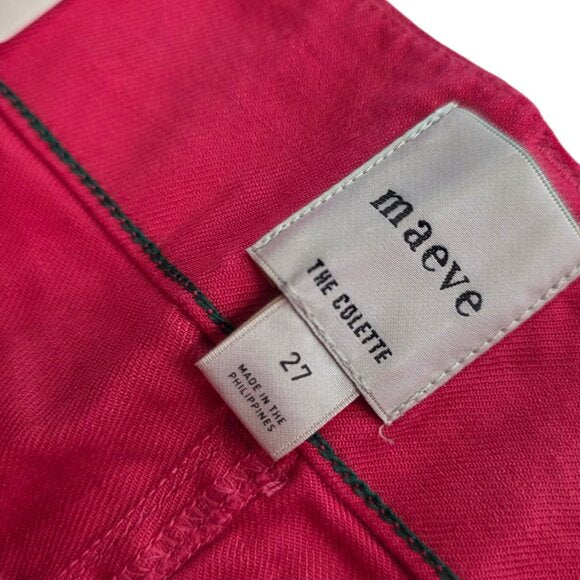 maeve
THE COLETTE
27
MADE IN THE
PHILIPPINES